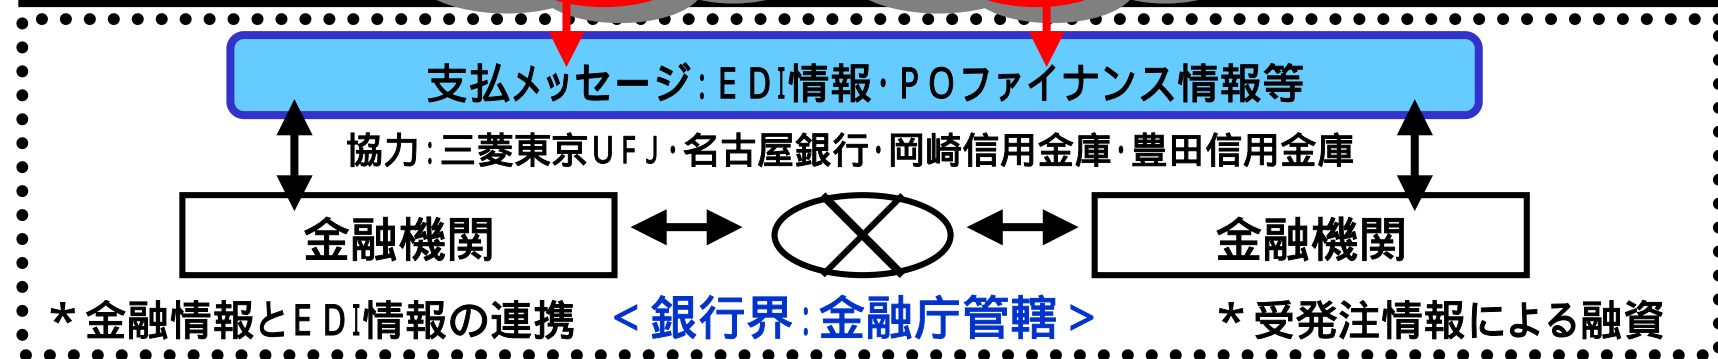 支払メッセージ：ＥＤＩ情報・ＰＯファイナンス情報等
協力：三菱東京ＵＦＪ・名古屋銀行・岡崎信用金庫・豊田信用金庫
金融機関 金融機関
＊金融情報とＥＤＩ情報の連携 ＜銀行界：金融庁管轄＞ ＊受発注情報による融資